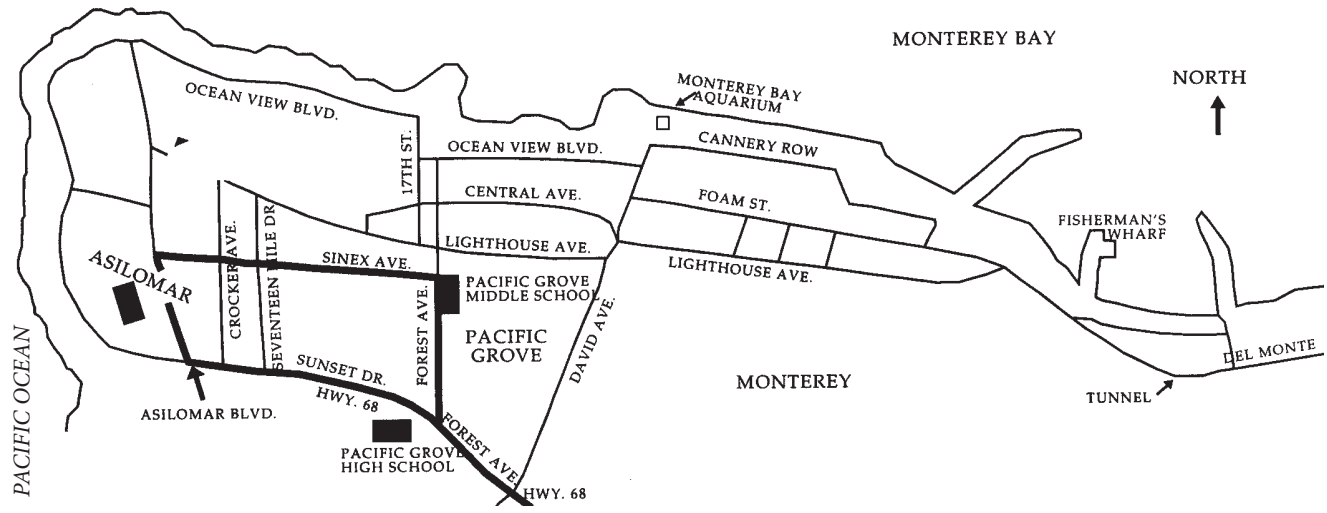 MONTEREY BAY
NORTH
MONTEREY BAY
AQUARIUM
OCEAN VIEW BLVD.
CANNERY ROW
17TH ST.
OCEAN VIEW BLVD.
CENTRAL AVE.
FOAM ST.
FISHERMAN'S
WHARF
LIGHTHOUSE AVE.
LIGHTHOUSE AVE.
SINEX AVE.
ASILOMAR
CROCKER AVE.
SEVENTEEN MILE DR.
FOREST AVE.
PACIFIC GROVE
MIDDLE SCHOOL
PACIFIC
GROVE
DAVID AVE.
PACIFIC OCEAN
SUNSET DR.
HWY. 68
MONTEREY
DEL MONTE
TUNNEL
ASILOMAR BLVD.
FOREST AVE.
PACIFIC GROVE
HIGH SCHOOL
HWY. 68